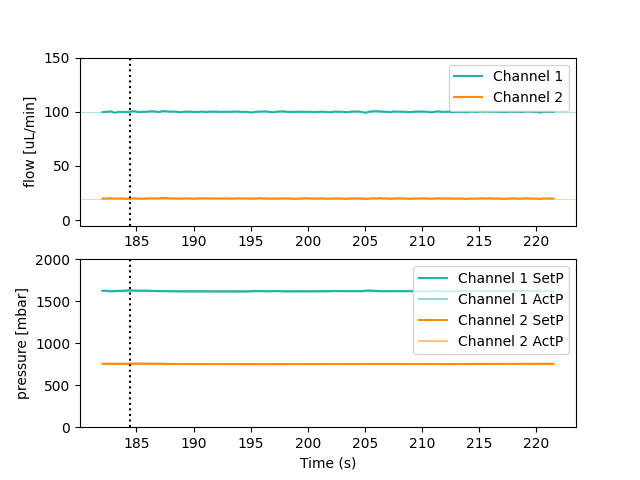 150
100
50
0
flow [uL/min]
Channel 1
Channel 2
185 190 195 200 205 210 215 220
2000
1500
1000
500
0
pressure [mbar]
Channel 1 SetP
Channel 1 ActP
Channel 2 SetP
Channel 2 ActP
185 190 195 200 205 210 215 220
Time (s)